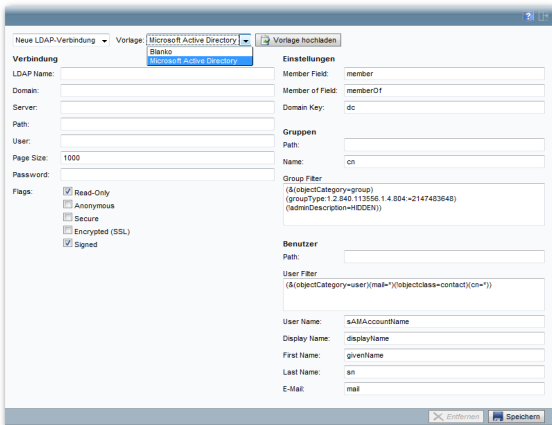 Neue LDAP-Verbindung Vorlage: Microsoft Active Directory Vorlage hochladen
Blanko
Microsoft Active Directory
Verbindung
LDAP Name:
Domain:
Server:
Path:
User:
Page Size: 1000
Password:
Flags: Read-Only
Anonymous
Secure
Encrypted (SSL)
Signed
Einstellungen
Member Field: member
Member of Field: memberOf
Domain Key: dc
Gruppen
Path:
Name: cn
Group Filter
(&(objectCategory=group)
(groupType:1.2.840.113556.1.4.804:=2147483648)
(!adminDescription=HIDDEN))
Benutzer
Path:
User Filter
(&(objectCategory=user)(mail=*)(!objectclass=contact)(cn=*))
User Name: sAMAccountName
Display Name: displayName
First Name: givenName
Last Name: sn
E-Mail: mail
Entfernen Speichern